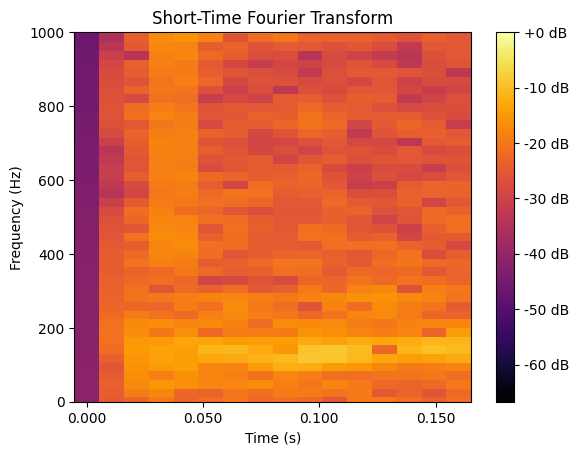 Short-Time Fourier Transform
1000
800
600
400
200
0
Frequency (Hz)
0.000
0.050
0.100
0.150
Time (s)
+0 dB
-10 dB
-20 dB
-30 dB
-40 dB
-50 dB
-60 dB